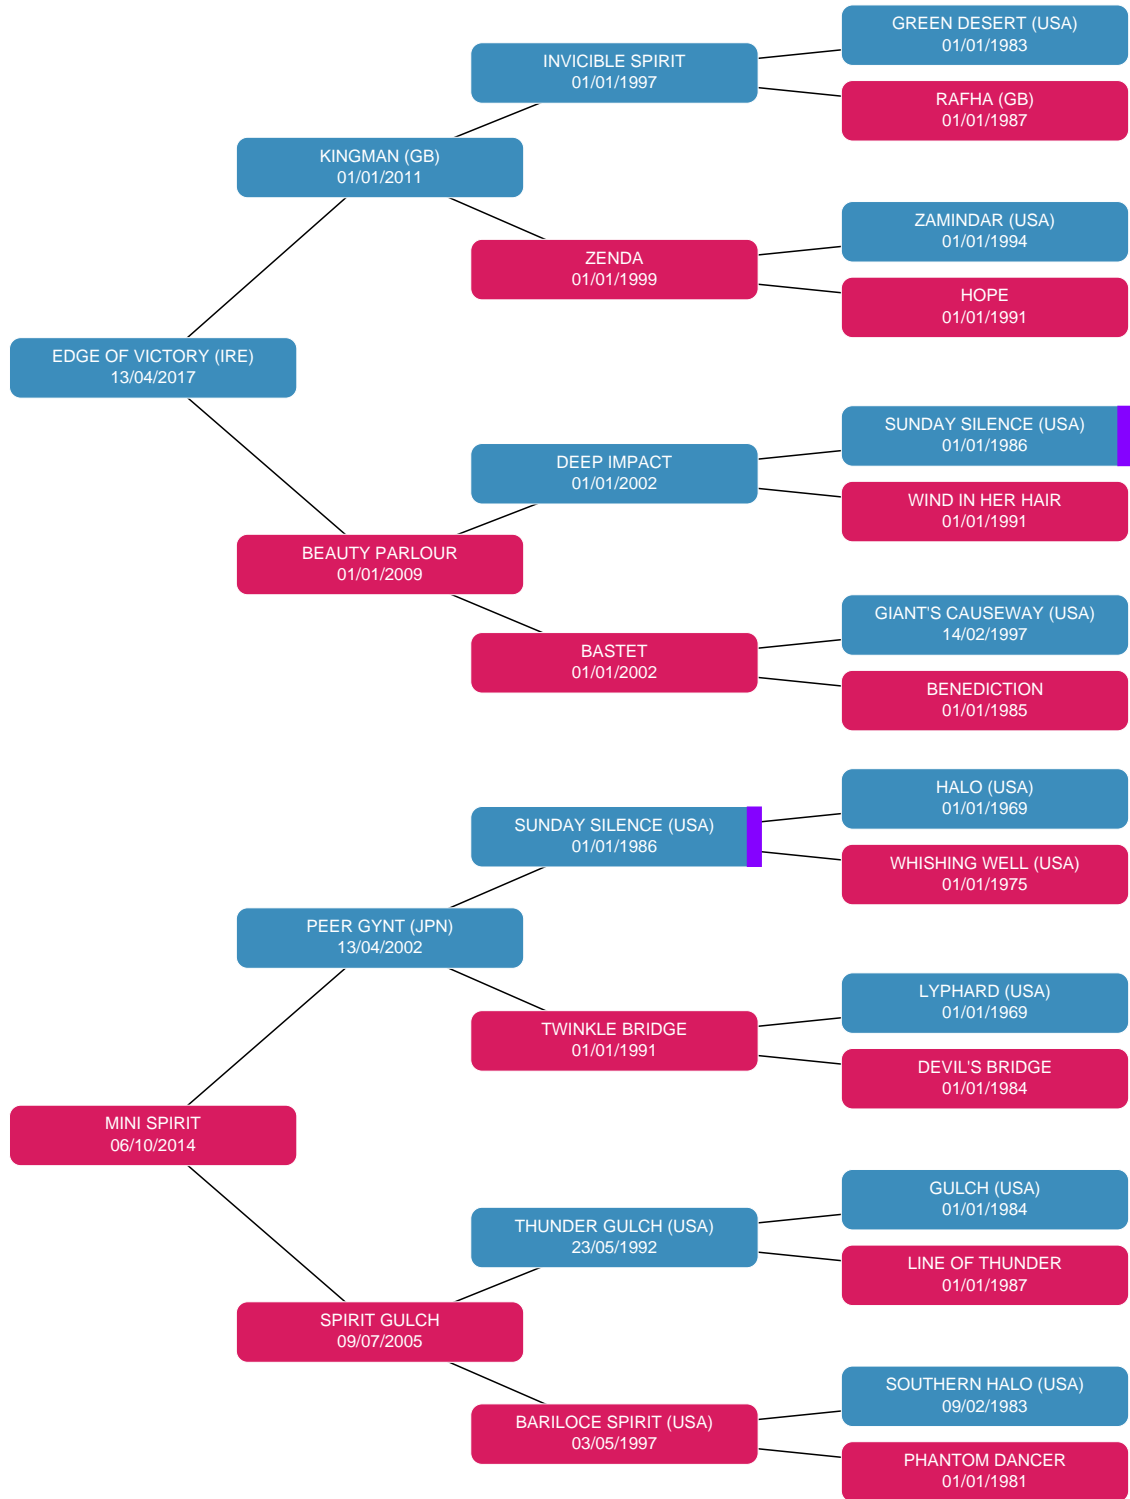 GREEN DESERT (USA)
01/01/1983
INVICIBLE SPIRIT
01/01/1997
RAFHA (GB)
01/01/1987
KINGMAN (GB)
01/01/2011
ZAMINDAR (USA)
01/01/1994
ZENDA
01/01/1999
HOPE
01/01/1991
EDGE OF VICTORY (IRE)
13/04/2017
SUNDAY SILENCE (USA)
01/01/1986
DEEP IMPACT
01/01/2002
WIND IN HER HAIR
01/01/1991
BEAUTY PARLOUR
01/01/2009
GIANT'S CAUSEWAY (USA)
14/02/1997
BASTET
01/01/2002
BENEDICTION
01/01/1985
HALO (USA)
01/01/1969
SUNDAY SILENCE (USA)
01/01/1986
WHISHING WELL (USA)
01/01/1975
PEER GYNT (JPN)
13/04/2002
LYPHARD (USA)
01/01/1969
TWINKLE BRIDGE
01/01/1991
DEVIL'S BRIDGE
01/01/1984
MINI SPIRIT
06/10/2014
GULCH (USA)
01/01/1984
THUNDER GULCH (USA)
23/05/1992
LINE OF THUNDER
01/01/1987
SPIRIT GULCH
09/07/2005
SOUTHERN HALO (USA)
09/02/1983
BARILOCE SPIRIT (USA)
03/05/1997
PHANTOM DANCER
01/01/1981